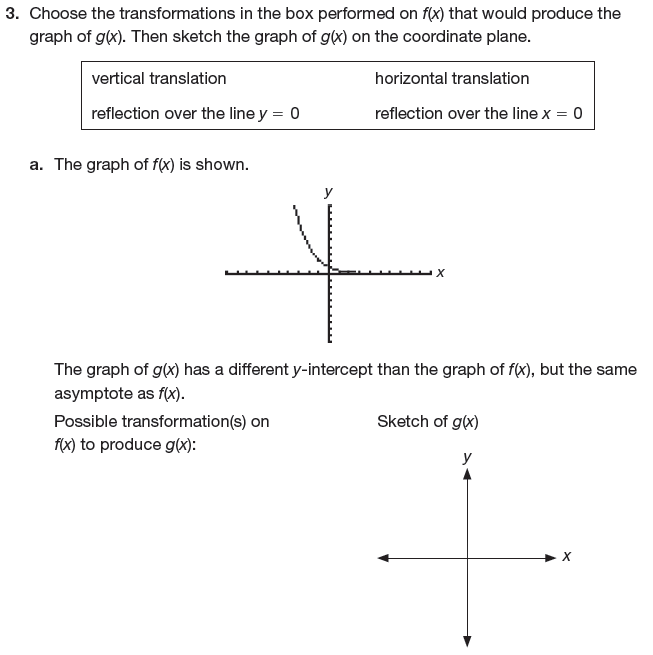 3. Choose the transformations in the box performed on f(x) that would produce the
graph of g(x). Then sketch the graph of g(x) on the coordinate plane.
vertical translation horizontal translation
reflection over the line y = 0 reflection over the line x = 0
a. The graph of f(x) is shown.
y
x
The graph of g(x) has a different y-intercept than the graph of f(x), but the same
asymptote as f(x).
Possible transformation(s) on Sketch of g(x)
f(x) to produce g(x):
y
x